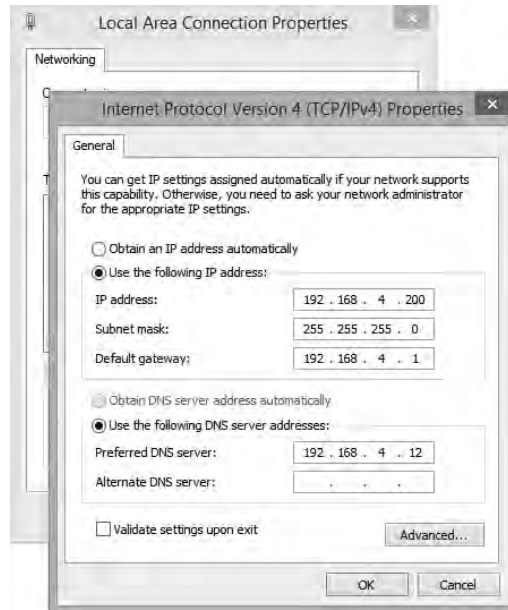 Local Area Connection Properties
Networking
Internet Protocol Version 4 (TCP/IPv4) Properties
General
You can get IP settings assigned automatically if your network supports
this capability. Otherwise, you need to ask your network administrator
for the appropriate IP settings.
Obtain an IP address automatically
Use the following IP address:
IP address: 192 . 168 . 4 . 200
Subnet mask: 255 . 255 . 255 . 0
Default gateway: 192 . 168 . 4 . 1
Obtain DNS server address automatically
Use the following DNS server addresses:
Preferred DNS server: 192 . 168 . 4 . 12
Alternate DNS server: . . .
Validate settings upon exit
Advanced...
OK Cancel